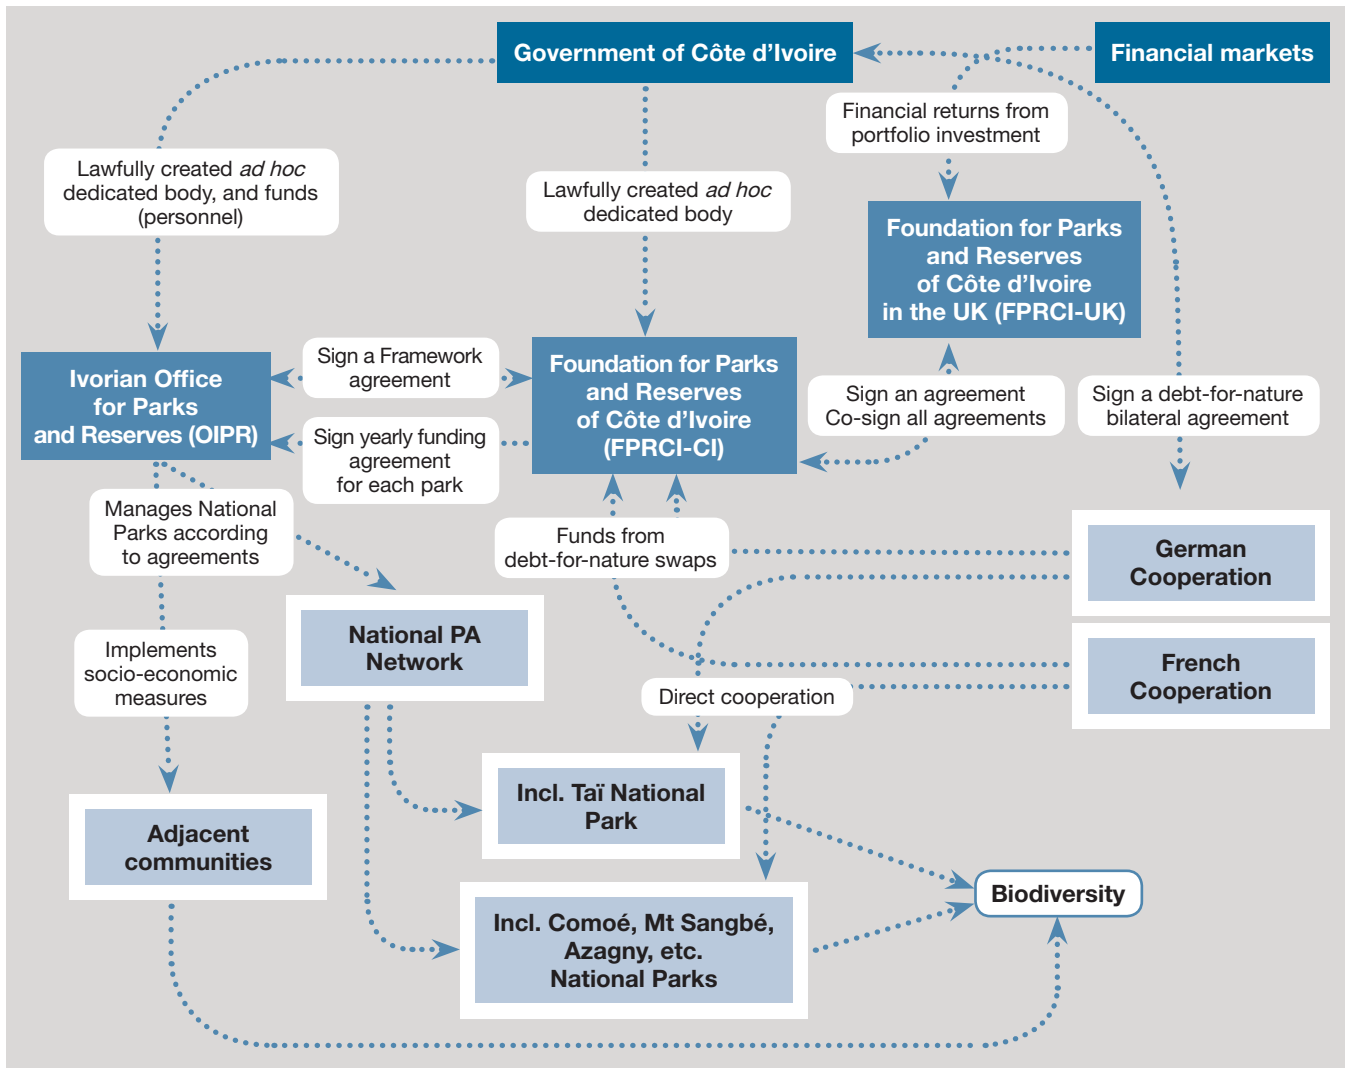 Government of Côte d’Ivoire
Financial markets
Financial returns from
portfolio investment
Lawfully created ad hoc
dedicated body, and funds
(personnel)
Lawfully created ad hoc
dedicated body
Foundation for Parks
and Reserves
of Côte d’Ivoire
in the UK (FPRCI-UK)
Ivorian Office
for Parks
and Reserves (OIPR)
Sign a Framework
agreement
Sign yearly funding
agreement
for each park
Foundation for Parks
and Reserves
of Côte d’Ivoire
(FPRCI-CI)
Sign an agreement
Co-sign all agreements
Sign a debt-for-nature
bilateral agreement
Manages National
Parks according
to agreements
Funds from
debt-for-nature swaps
German
Cooperation
National PA
Network
Implements
socio-economic
measures
French
Cooperation
Direct cooperation
Incl. Taï National
Park
Adjacent
communities
Biodiversity
Incl. Comoé, Mt Sangbé,
Azagny, etc.
National Parks